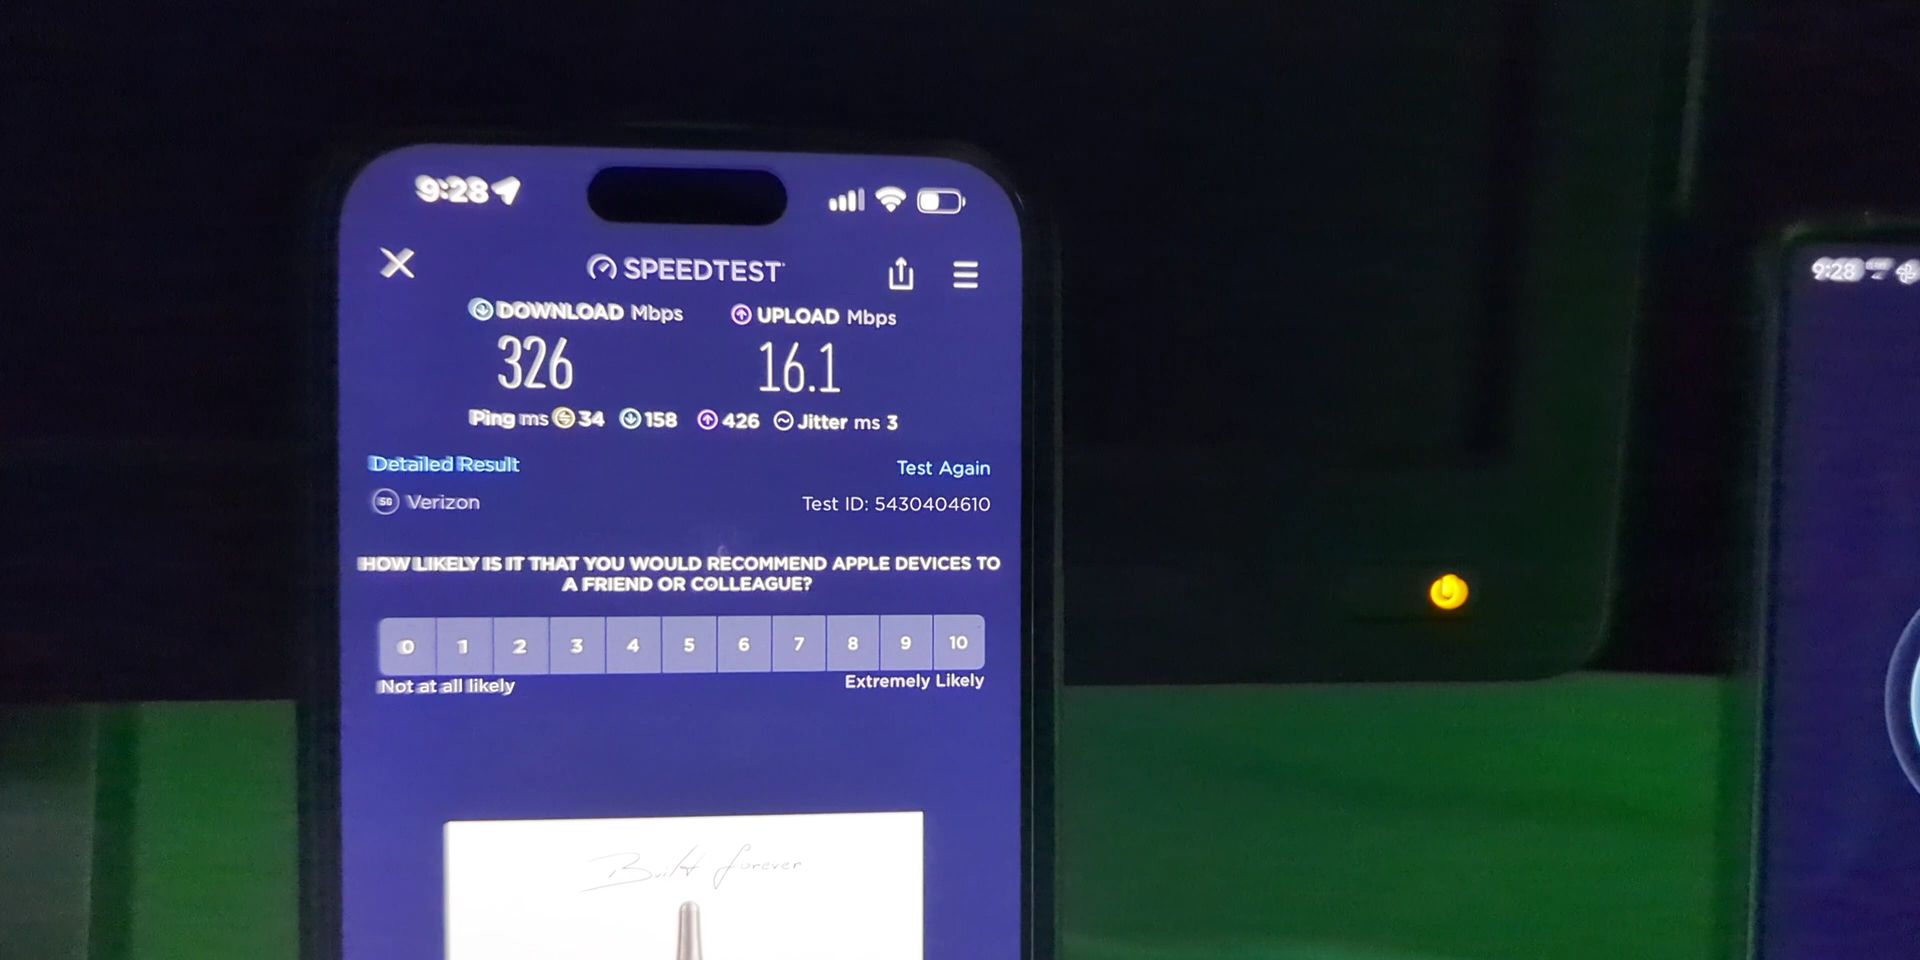 9:28
SPEEDTEST
DOWNLOAD Mbps UPLOAD Mbps
326 16.1
Ping ms 34 158 426 Jitter ms 3
Detailed Result Test Again
5G Verizon Test ID: 5430404610
HOW LIKELY IS IT THAT YOU WOULD RECOMMEND APPLE DEVICES TO
A FRIEND OR COLLEAGUE?
0 1 2 3 4 5 6 7 8 9 10
Not at all likely Extremely Likely
Built forever
9:28